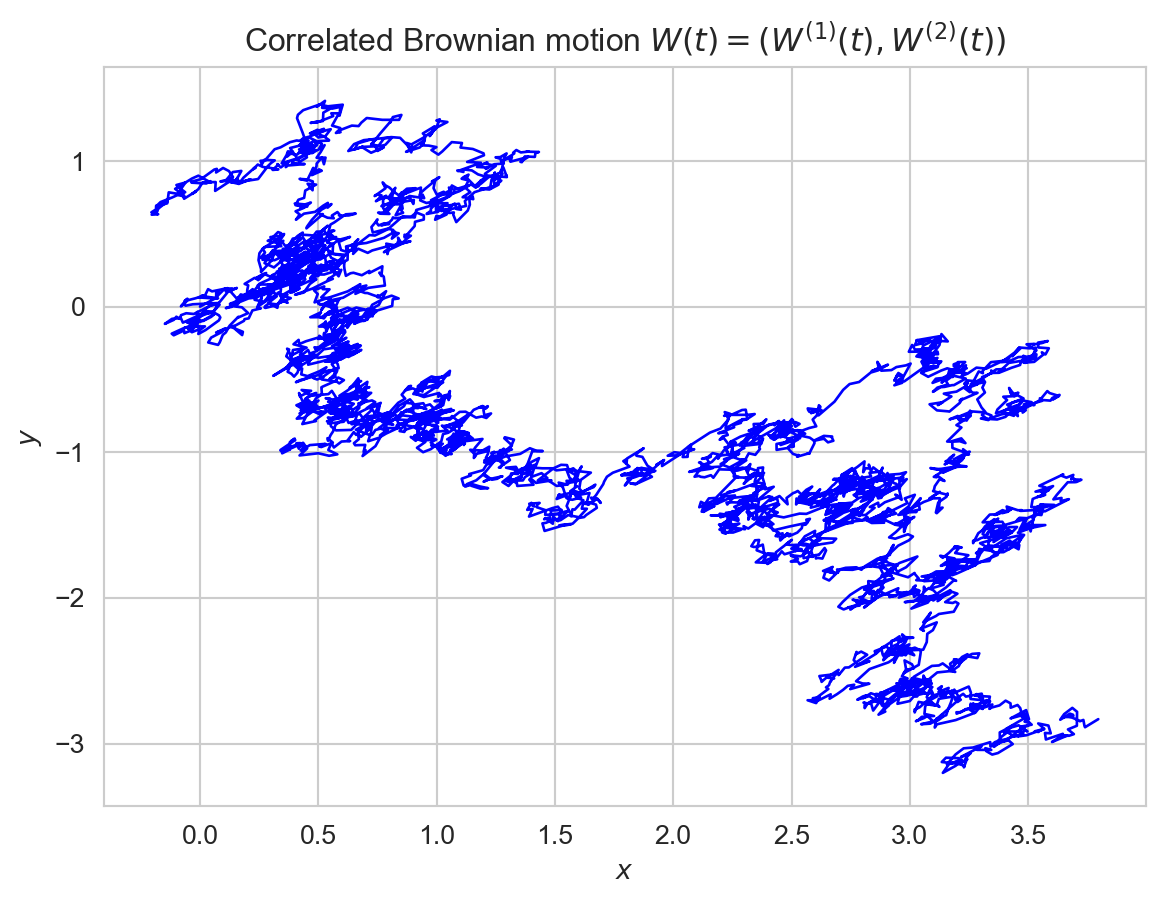 Correlated Brownian motion W(t) = (W^{(1)}(t), W^{(2)}(t))
1
0
−1
−2
−3
y
0.0 0.5 1.0 1.5 2.0 2.5 3.0 3.5
x